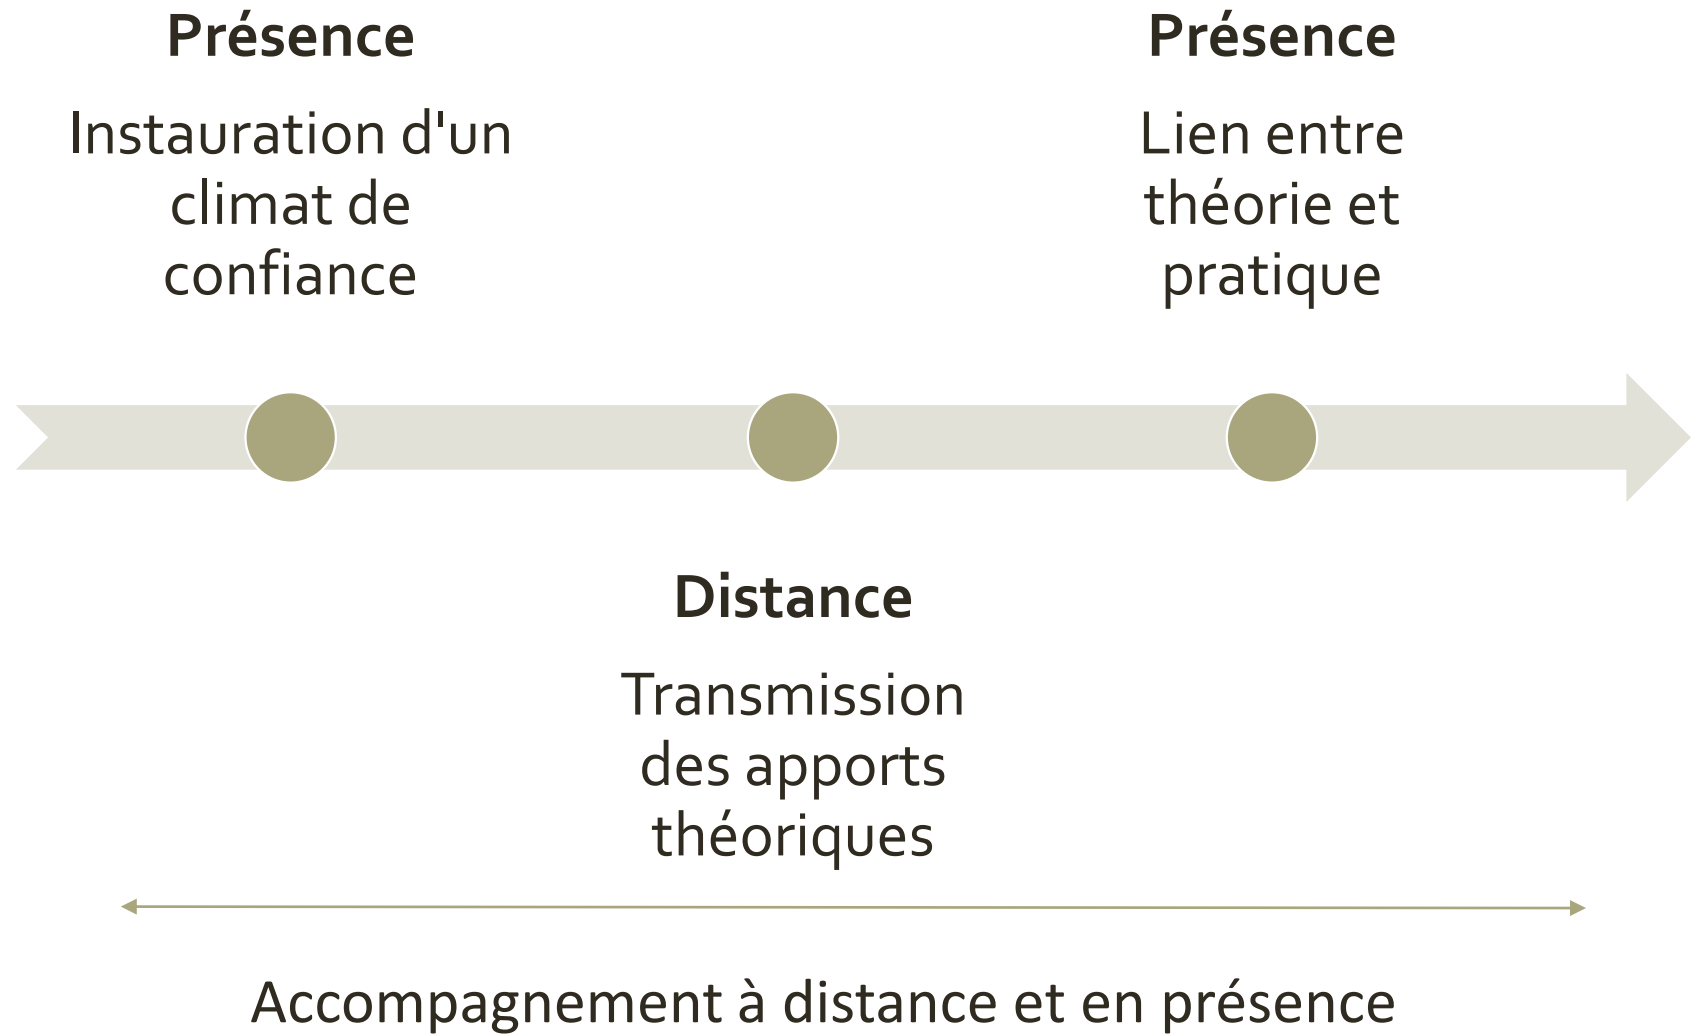 Présence
Instauration d'un
climat de
confiance
Présence
Lien entre
théorie et
pratique
Distance
Transmission
des apports
théoriques
Accompagnement à distance et en présence